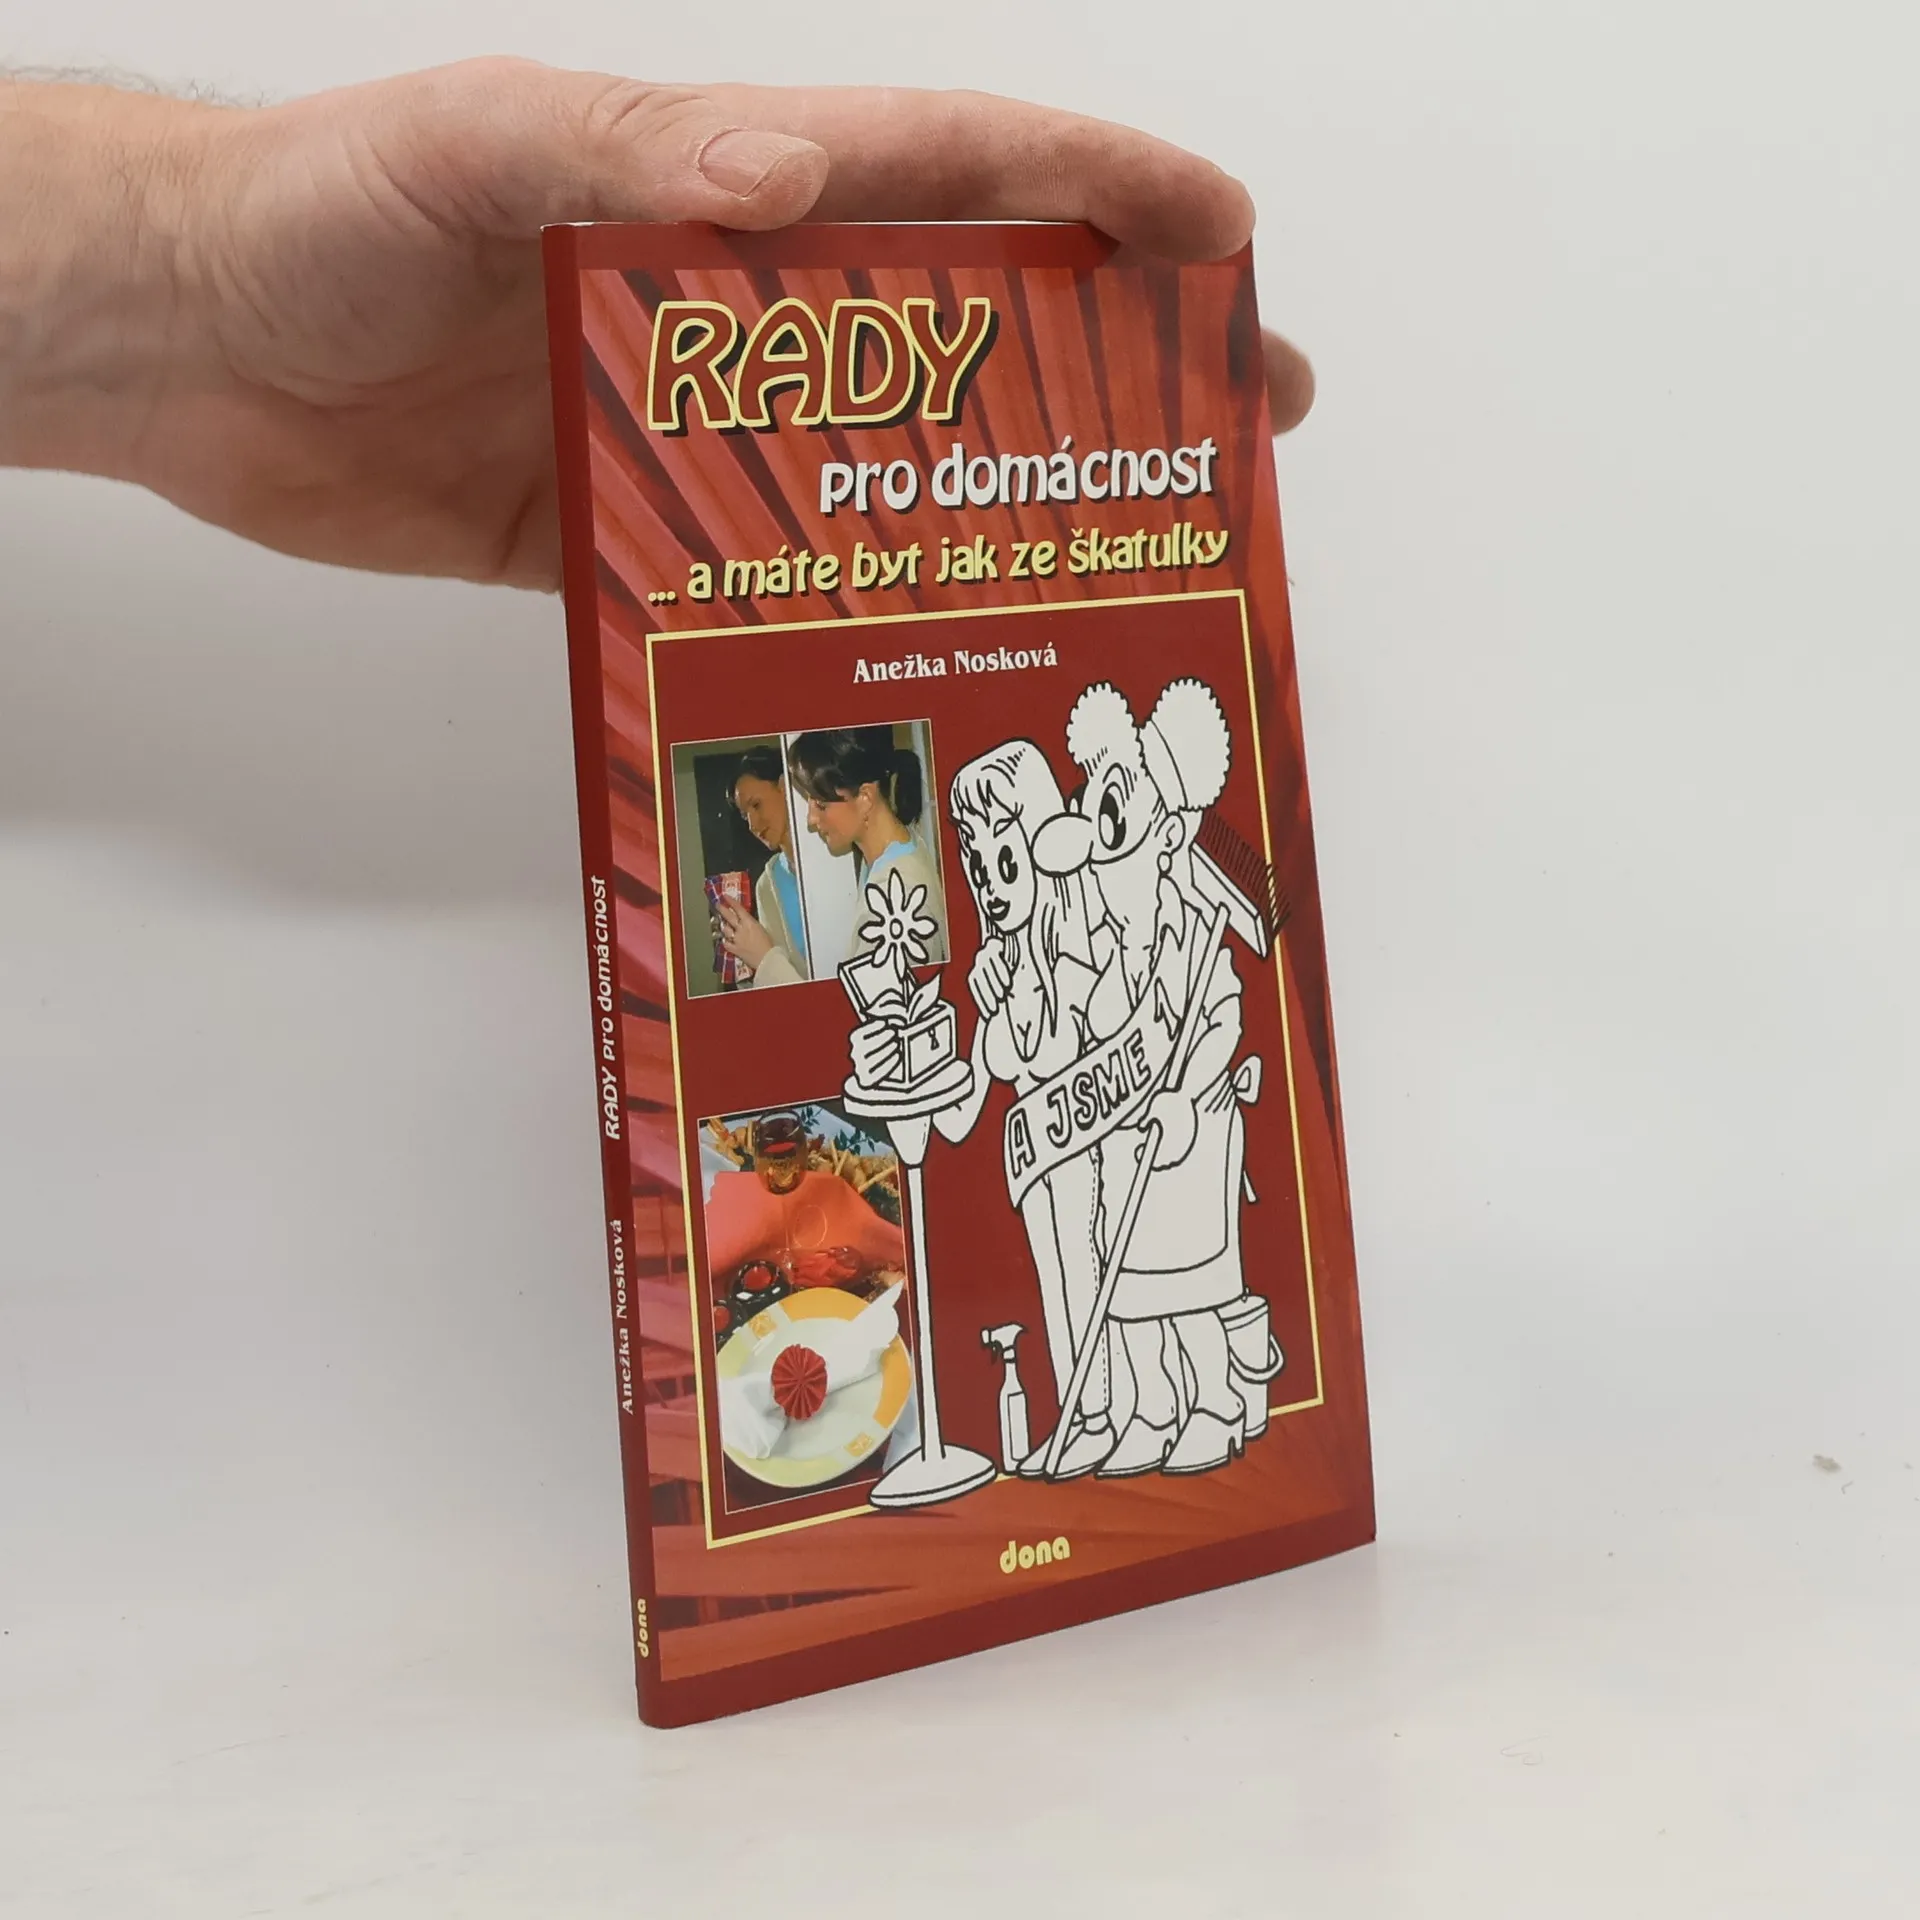 RADY
pro domácnost
... a máte byt jak ze škatulky
Anežka Nosková
A JSME
dona
RADY pro domácnost
Anežka Nosková
dona